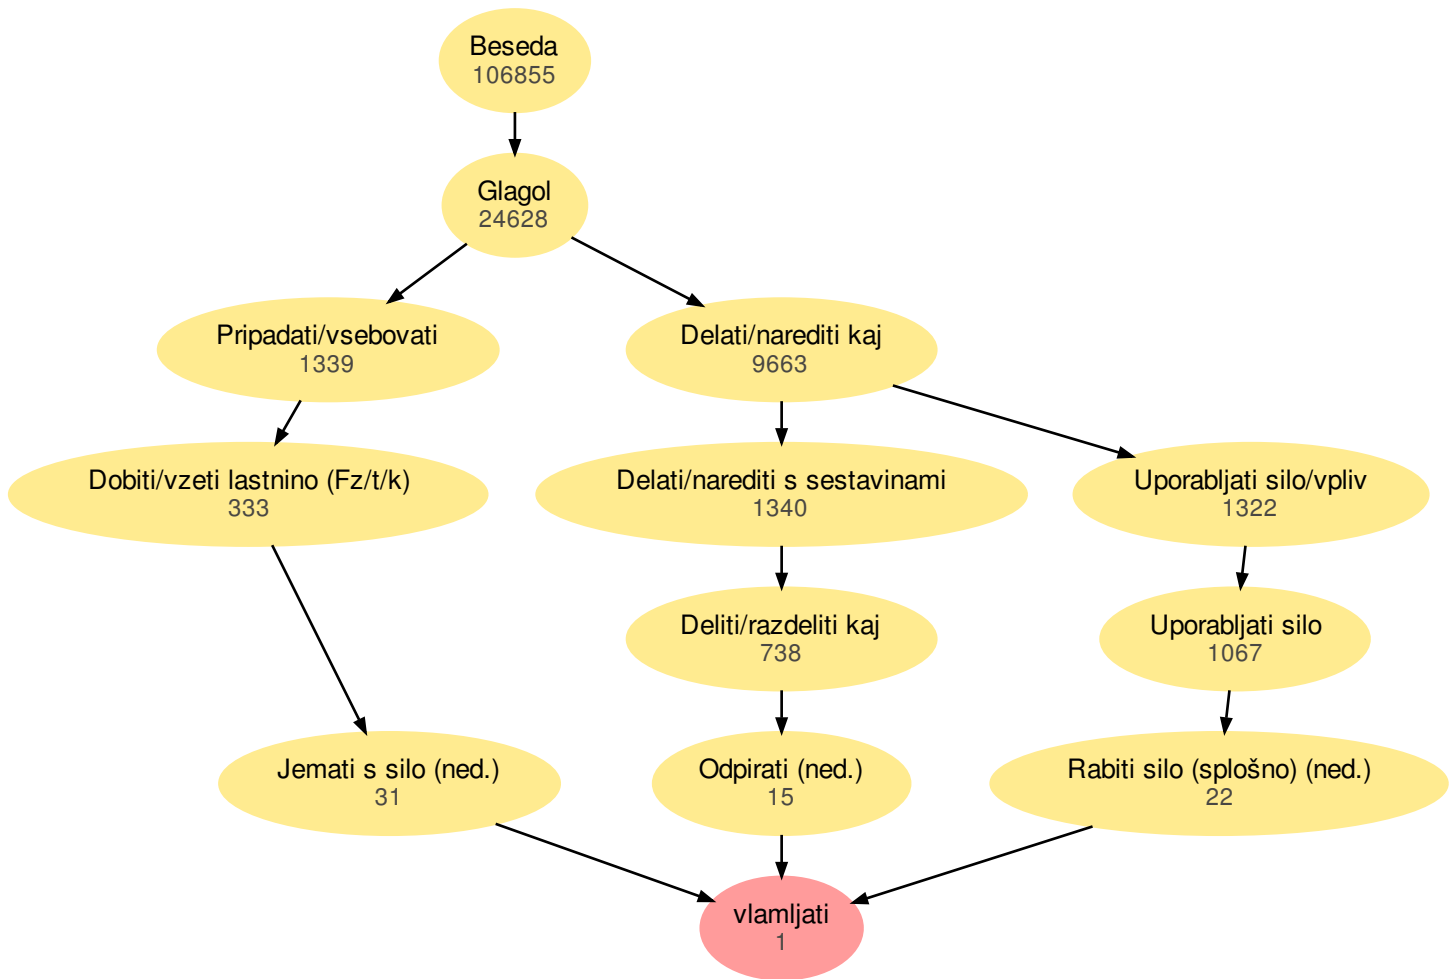 Beseda
106855
Glagol
24628
Pripadati/vsebovati
1339
Delati/narediti kaj
9663
Dobiti/vzeti lastnino (Fz/t/k)
333
Delati/narediti s sestavinami
1340
Uporabljati silo/vpliv
1322
Deliti/razdeliti kaj
738
Uporabljati silo
1067
Jemati s silo (ned.)
31
Odpirati (ned.)
15
Rabiti silo (splošno) (ned.)
22
vlamljati
1